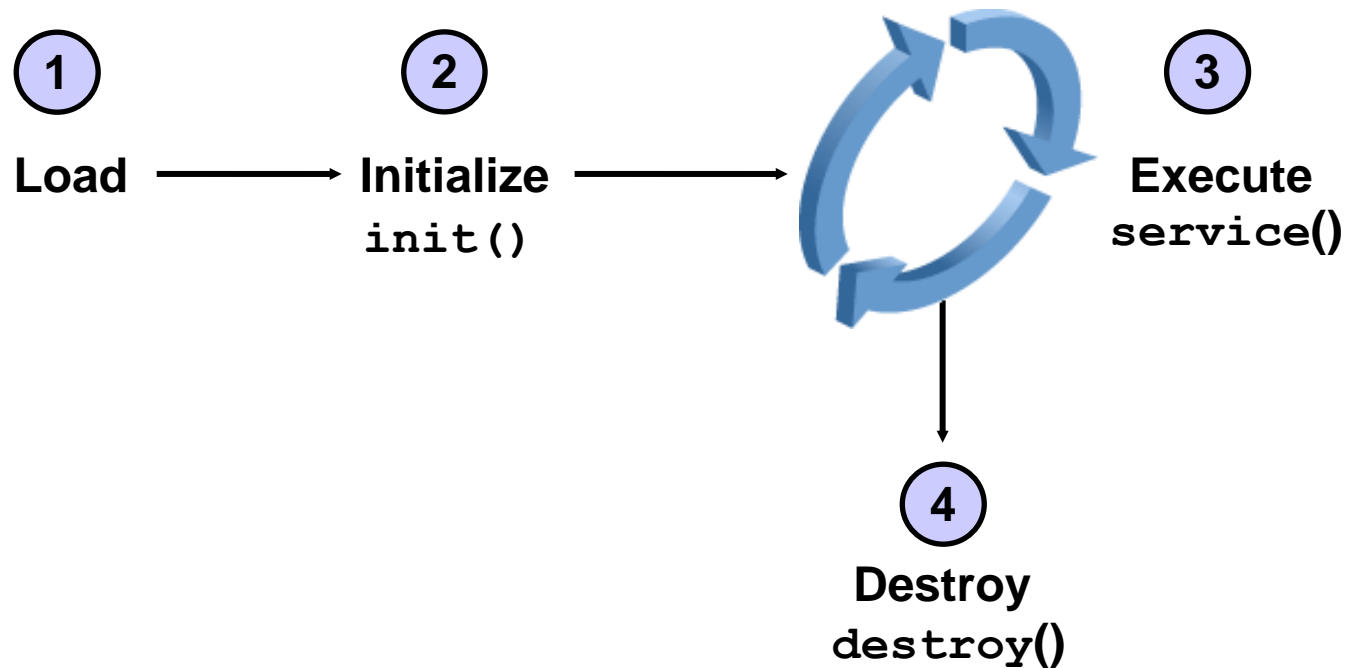 1
Load
2
Initialize
init()
3
Execute
service()
4
Destroy
destroy()